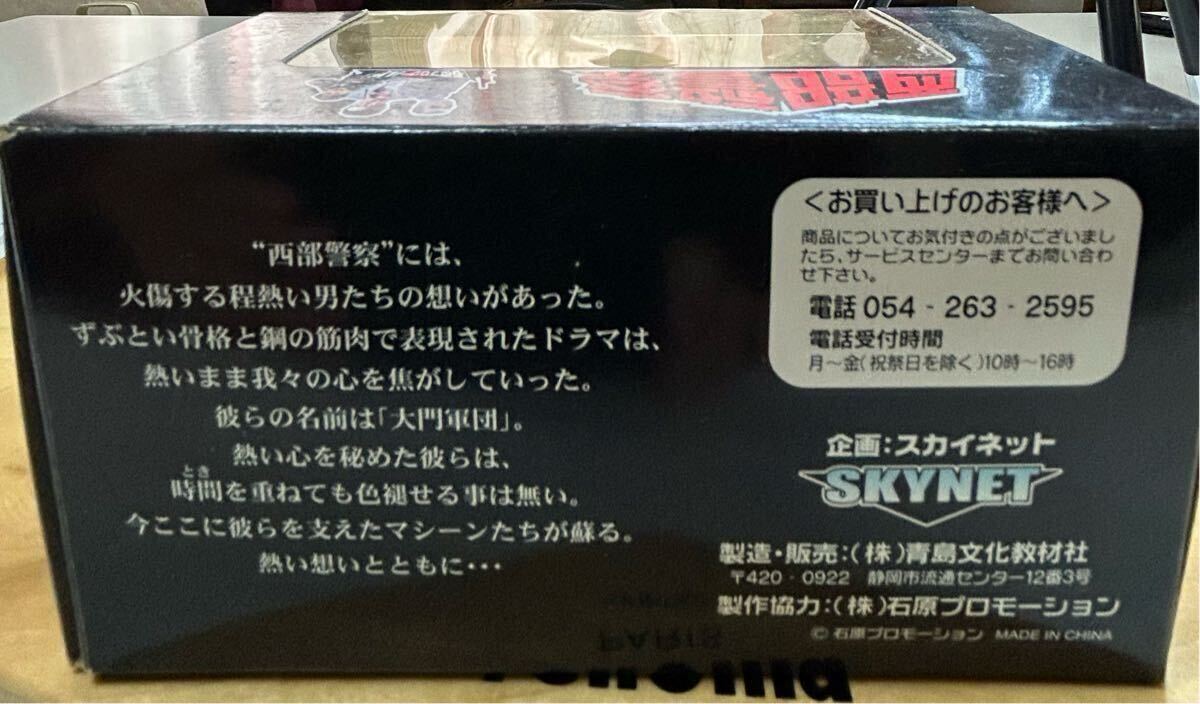 西部警察
“西部警察”には、
火傷する程熱い男たちの想いがあった。
ずぶとい骨格と鋼の筋肉で表現されたドラマは、
熱いまま我々の心を焦がしていった。
彼らの名前は「大門軍団」。
熱い心を秘めた彼らは、
とき
時間を重ねても色褪せる事は無い。
今ここに彼らを支えたマシーンたちが蘇る。
熱い想いとともに・・・
＜お買い上げのお客様へ＞
商品についてお気付きの点がございまし
たら、サービスセンターまでお問い合わ
せ下さい。
電話 054 - 263 - 2595
電話受付時間
月～金(祝祭日を除く)10時～16時
企画：スカイネット
SKYNET
製造・販売：（株）青島文化教材社
〒420 - 0922 静岡市流通センター12番3号
製作協力：（株）石原プロモーション
© 石原プロモーション MADE IN CHINA
PARIS